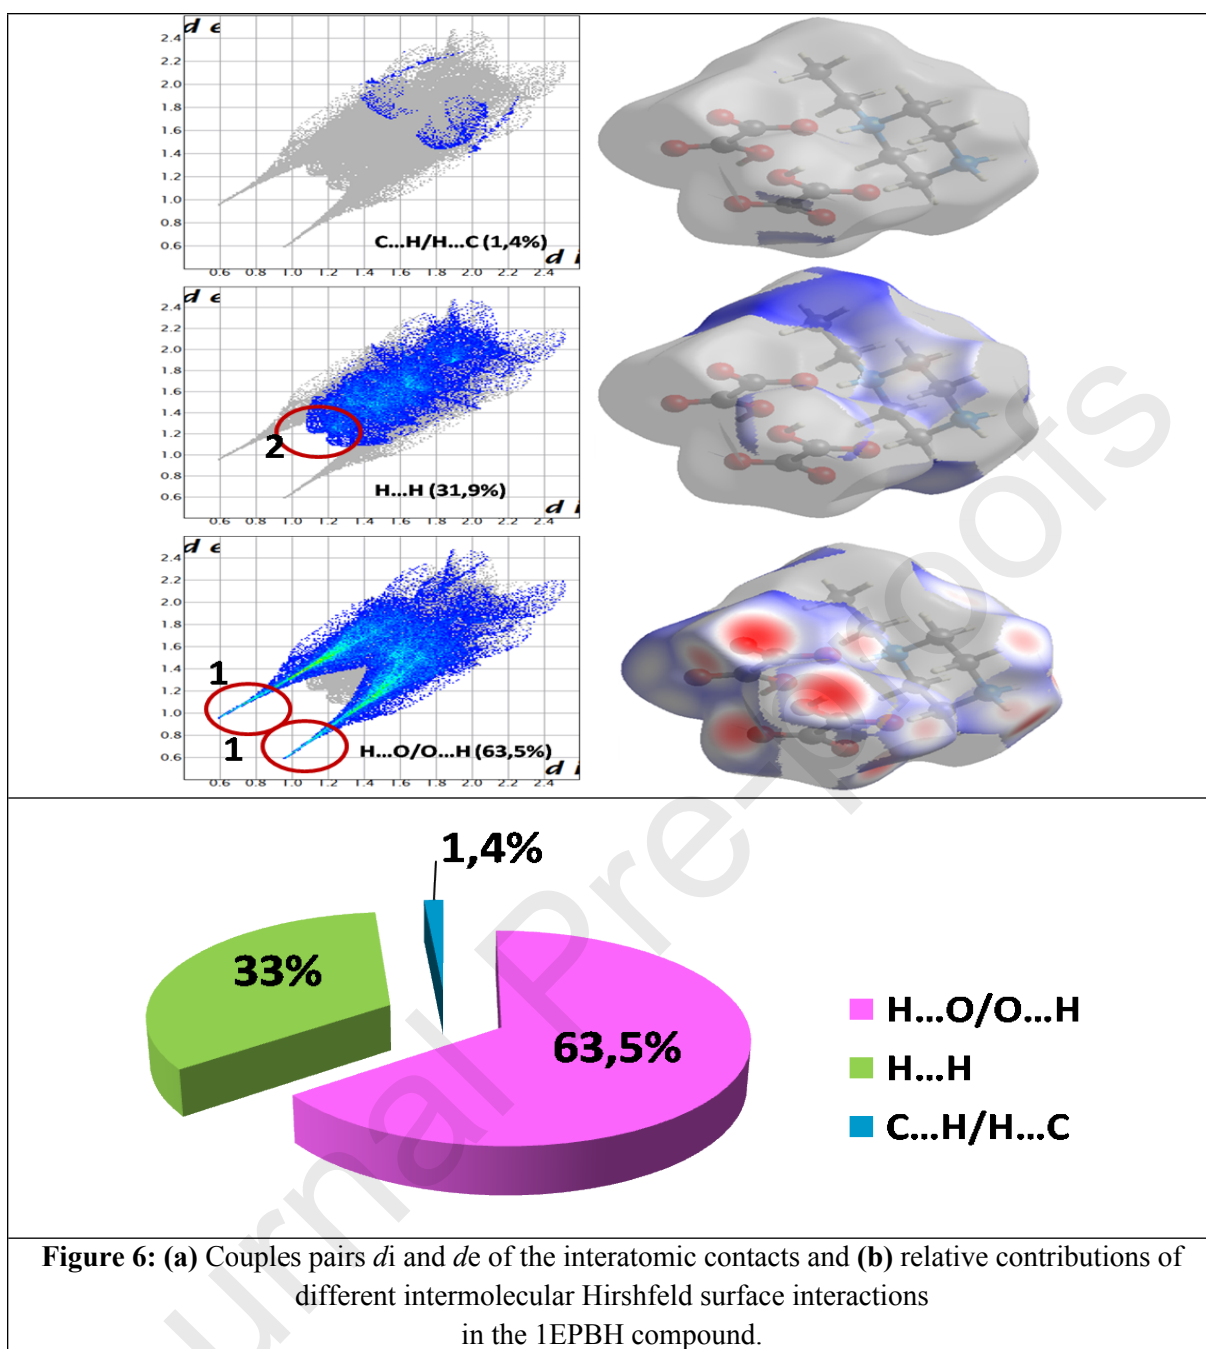 d e
2.4
2.2
2.0
1.8
1.6
1.4
1.2
1.0
0.8
0.6
C...H/H...C (1,4%)
d i
0.6 0.8 1.0 1.2 1.4 1.6 1.8 2.0 2.2 2.4
d e
2.4
2.2
2.0
1.8
1.6
1.4
1.2
1.0
0.8
0.6
2
H...H (31,9%)
d i
0.6 0.8 1.0 1.2 1.4 1.6 1.8 2.0 2.2 2.4
d e
2.4
2.2
2.0
1.8
1.6
1.4
1.2
1.0
0.8
0.6
1
1
H...O/O...H (63,5%)
d i
0.6 0.8 1.0 1.2 1.4 1.6 1.8 2.0 2.2 2.4
1,4%
33%
63,5%
H...O/O...H
H...H
C...H/H...C
Figure 6: (a) Couples pairs di and de of the interatomic contacts and (b) relative contributions of
different intermolecular Hirshfeld surface interactions
in the 1EPBH compound.
urnal Pre-proofs